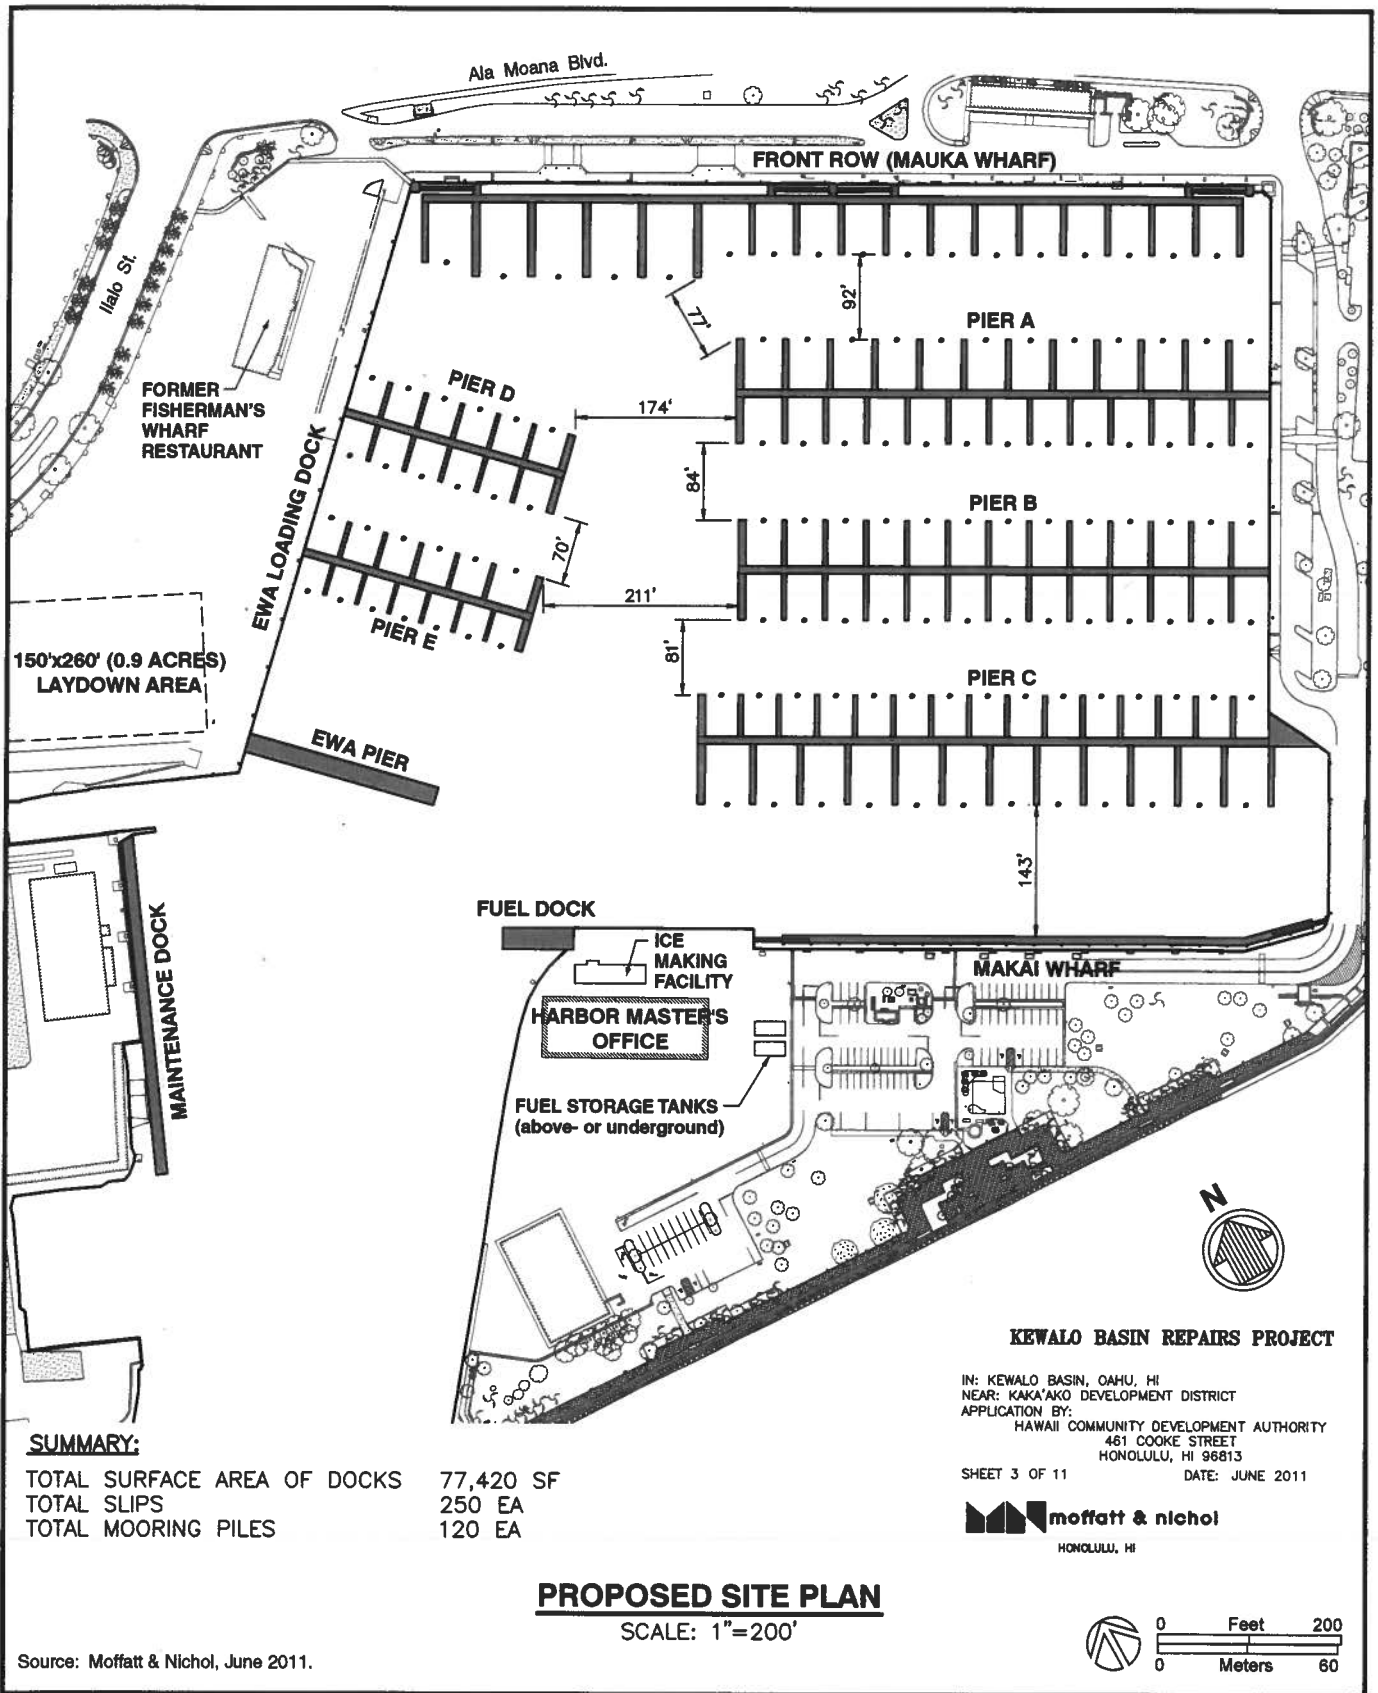 Ala Moana Blvd.
FRONT ROW (MAUKA WHARF)
Ilalo St.
77'
92'
PIER A
FORMER
FISHERMAN'S
WHARF
RESTAURANT
PIER D
174'
EWA LOADING DOCK
84'
PIER B
70'
211'
PIER E
150'x260' (0.9 ACRES)
LAYDOWN AREA
81'
PIER C
EWA PIER
143'
FUEL DOCK
ICE
MAKING
FACILITY
MAKAI WHARF
MAINTENANCE DOCK
HARBOR MASTER'S
OFFICE
FUEL STORAGE TANKS
(above- or underground)
N
KEWALO BASIN REPAIRS PROJECT
IN: KEWALO BASIN, OAHU, HI
NEAR: KAKA'AKO DEVELOPMENT DISTRICT
APPLICATION BY:
HAWAII COMMUNITY DEVELOPMENT AUTHORITY
461 COOKE STREET
HONOLULU, HI 96813
SHEET 3 OF 11 DATE: JUNE 2011
moffatt & nichol
HONOLULU, HI
SUMMARY:
TOTAL SURFACE AREA OF DOCKS 77,420 SF
TOTAL SLIPS 250 EA
TOTAL MOORING PILES 120 EA
PROPOSED SITE PLAN
SCALE: 1"=200'
0 Feet 200
0 Meters 60
Source: Moffatt & Nichol, June 2011.